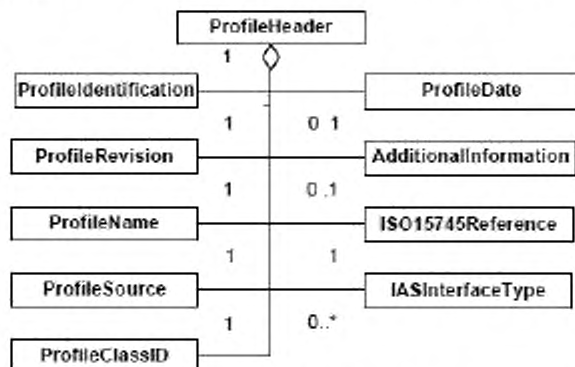 ProfileHeader
1
ProfileIdentification
ProfileDate
1
0 1
ProfileRevision
AdditionalInformation
1
0 .1
ProfileName
ISO15745Reference
1
1
ProfileSource
IASInterfaceType
1
0..*
ProfileClassID